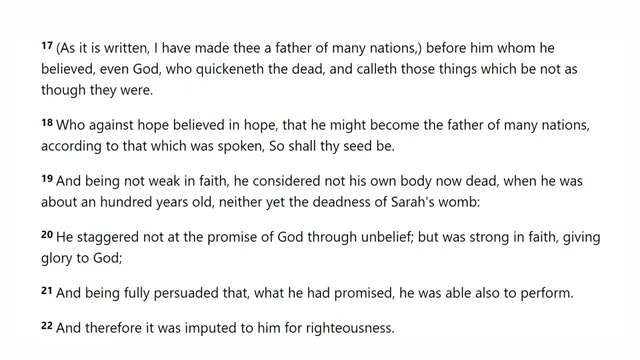 17 (As it is written, I have made thee a father of many nations,) before him whom he
believed, even God, who quickeneth the dead, and calleth those things which be not as
though they were.
18 Who against hope believed in hope, that he might become the father of many nations,
according to that which was spoken, So shall thy seed be.
19 And being not weak in faith, he considered not his own body now dead, when he was
about an hundred years old, neither yet the deadness of Sarah's womb:
20 He staggered not at the promise of God through unbelief; but was strong in faith, giving
glory to God;
21 And being fully persuaded that, what he had promised, he was able also to perform.
22 And therefore it was imputed to him for righteousness.